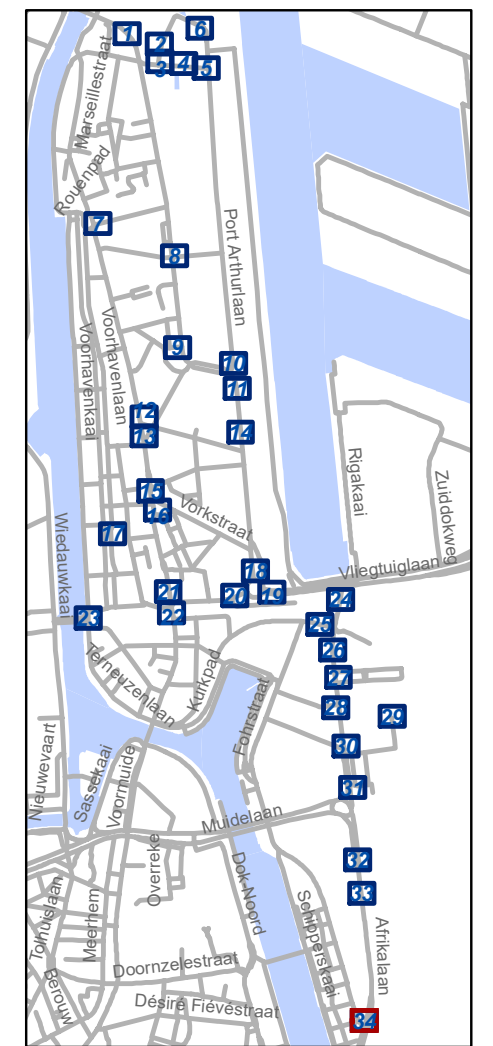 1
2
6
3
4
5
Marseillestraat
Rouenpad
7
Port Arthurlaan
8
Voorhavenlaan
Voorhavenkaai
9
10
11
12
13
14
Rigakaai
Zuiddokweg
15
16
Vorkstraat
17
Wiedauwkaai
18
Vliegtuiglaan
19
20
21
22
23
24
25
26
27
28
29
30
31
Terneuzenlaan
Kurkpad
Fohrstraat
Nieuwevaart
Sassekaai
Voormuide
Muidelaan
Overreke
32
33
Dok-Noord
Schipperskaai
Afrikalaan
Tolhuislaan
Meerhem
Doornzelestraat
Berouw
Désiré Fiévéstraat
34